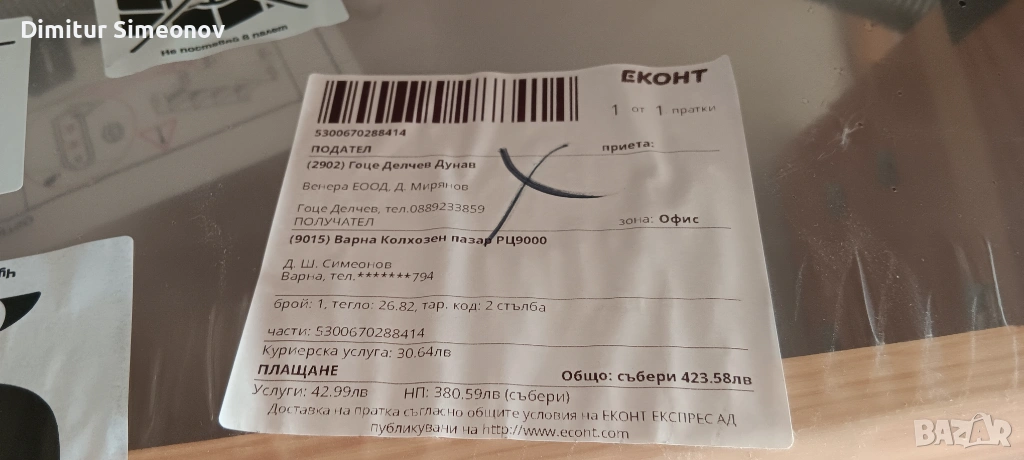 Dimitur Simeonov
Не поставяй в палет
ЕКОНТ
1 от 1 пратки
5300670288414
ПОДАТЕЛ
приета:
(2902) Гоце Делчев Дунав
Венера ЕООД, Д. Мирянов
Гоце Делчев, тел.0889233859
ПОЛУЧАТЕЛ
зона: Офис
(9015) Варна Колхозен пазар РЦ9000
Д. Ш. Симеонов
Варна, тел.*******794
брой: 1, тегло: 26.82, тар. код: 2 стълба
части: 5300670288414
Куриерска услуга: 30.64лв
ПЛАЩАНЕ
Общо: събери 423.58лв
Услуги: 42.99лв НП: 380.59лв (събери)
Доставка на пратка съгласно общите условия на ЕКОНТ ЕКСПРЕС АД
публикувани на http://www.econt.com
BAZAR